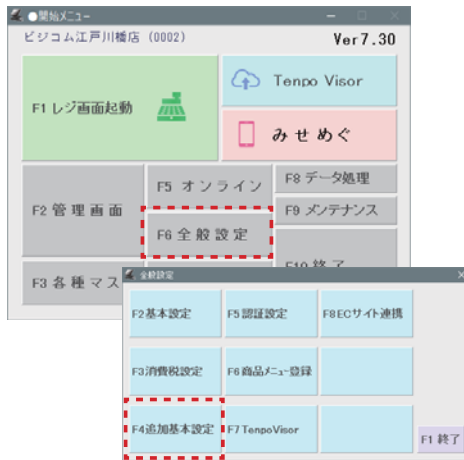 ●開始メニュー
ビジコム江戸川橋店 (0002)
Ver7.30
F1 レジ画面起動
Tenpo Visor
みせめぐ
F2 管理画面
F5 オンライン
F8 データ処理
F6 全般設定
F9 メンテナンス
F3 各種マス
F10 終了
全般設定
F2基本設定
F5認証設定
F8ECサイト連携
F3消費税設定
F6商品メニュー登録
F4追加基本設定
F7TenpoVisor
F1 終了